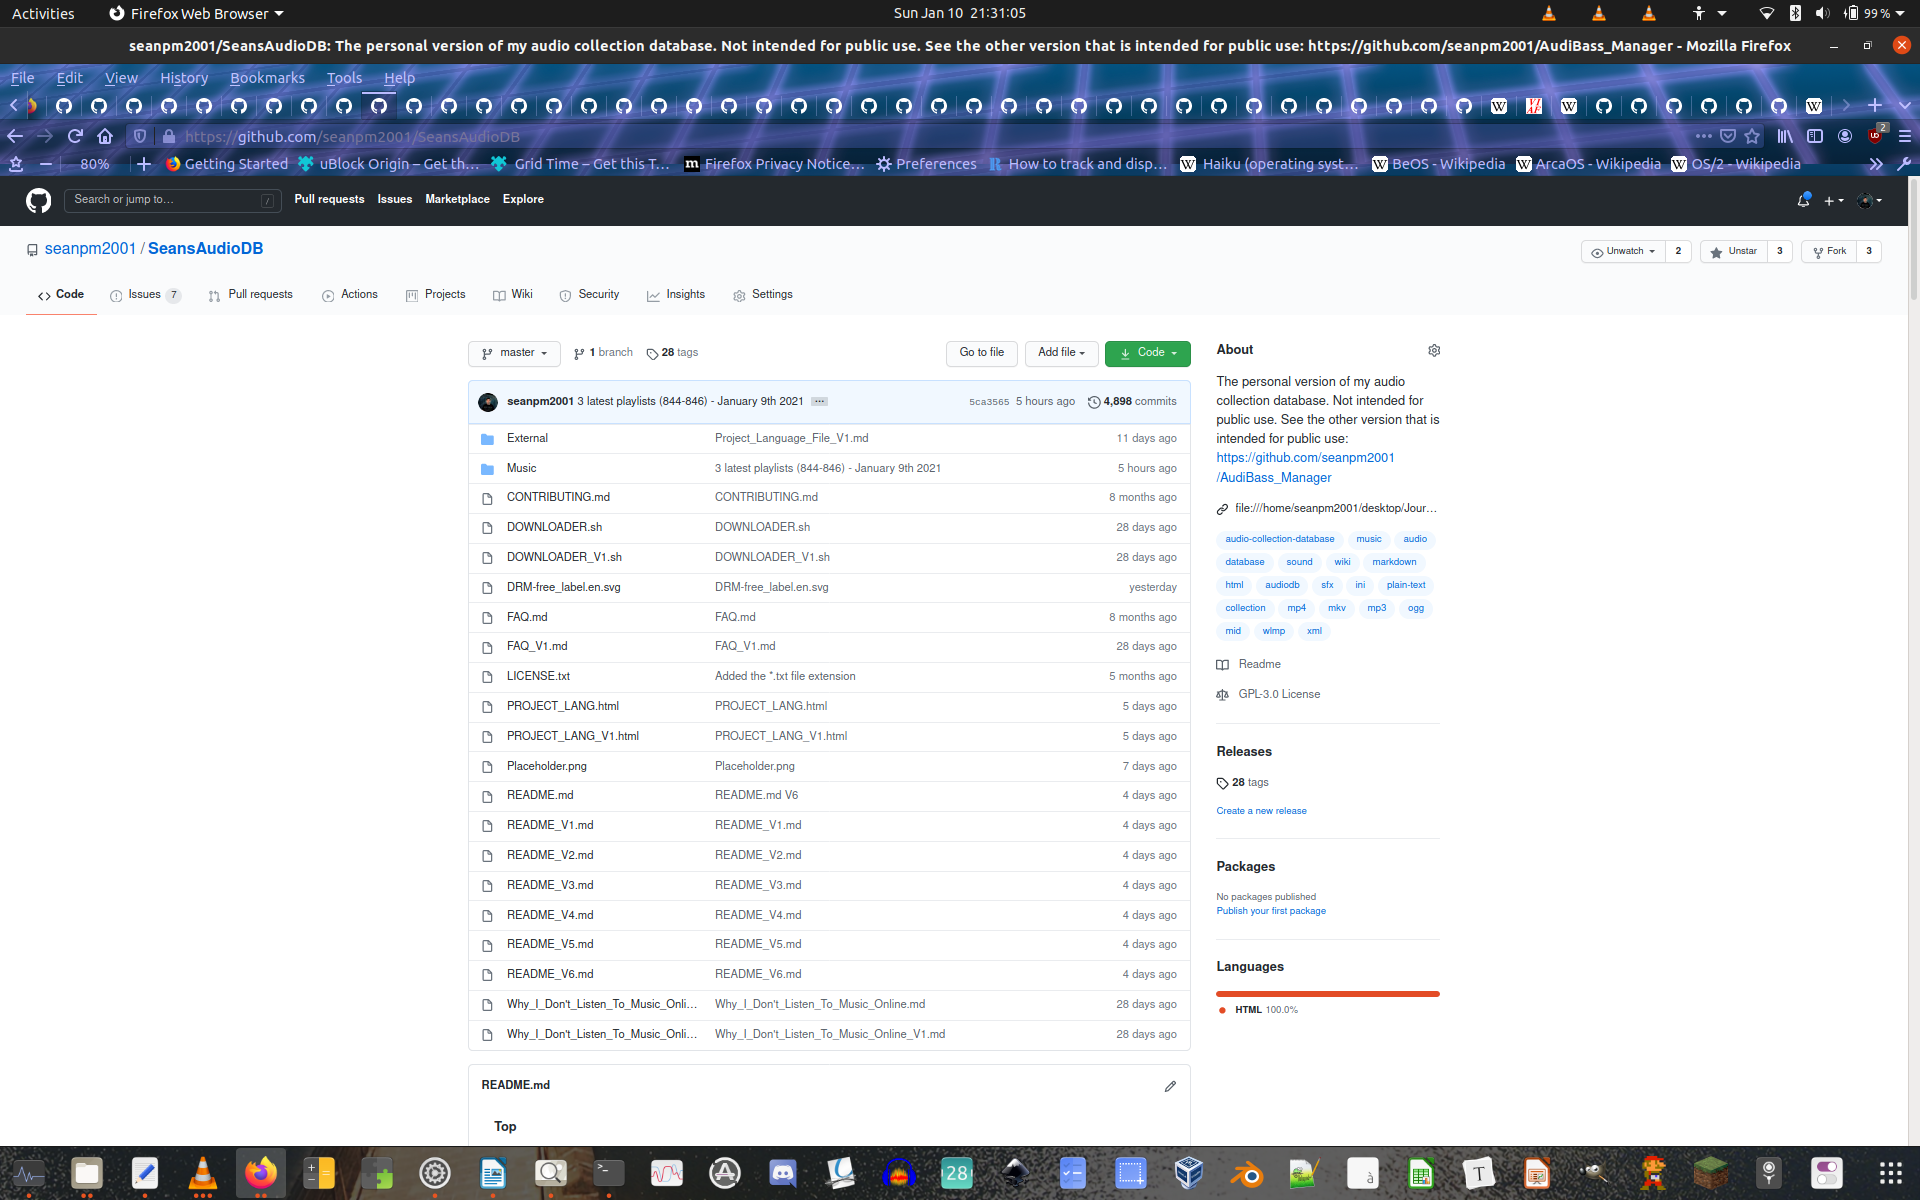 Activities Firefox Web Browser Sun Jan 10 21:31:05 99 %
seanpm2001/SeansAudioDB: The personal version of my audio collection database. Not intended for public use. See the other version that is intended for public use: https://github.com/seanpm2001/AudiBass_Manager - Mozilla Firefox
File Edit View History Bookmarks Tools Help
https://github.com/seanpm2001/SeansAudioDB 2
80% Getting Started uBlock Origin – Get th… Grid Time – Get this T… Firefox Privacy Notice… Preferences How to track and disp… Haiku (operating syst… BeOS - Wikipedia ArcaOS - Wikipedia OS/2 - Wikipedia
Search or jump to… / Pull requests Issues Marketplace Explore
seanpm2001 / SeansAudioDB Unwatch 2 Unstar 3 Fork 3
Code Issues 7 Pull requests Actions Projects Wiki Security Insights Settings
master 1 branch 28 tags Go to file Add file Code
seanpm2001 3 latest playlists (844-846) - January 9th 2021 ... 5ca3565 5 hours ago 4,898 commits
External Project_Language_File_V1.md 11 days ago
Music 3 latest playlists (844-846) - January 9th 2021 5 hours ago
CONTRIBUTING.md CONTRIBUTING.md 8 months ago
DOWNLOADER.sh DOWNLOADER.sh 28 days ago
DOWNLOADER_V1.sh DOWNLOADER_V1.sh 28 days ago
DRM-free_label.en.svg DRM-free_label.en.svg yesterday
FAQ.md FAQ.md 8 months ago
FAQ_V1.md FAQ_V1.md 28 days ago
LICENSE.txt Added the *.txt file extension 5 months ago
PROJECT_LANG.html PROJECT_LANG.html 5 days ago
PROJECT_LANG_V1.html PROJECT_LANG_V1.html 5 days ago
Placeholder.png Placeholder.png 7 days ago
README.md README.md V6 4 days ago
README_V1.md README_V1.md 4 days ago
README_V2.md README_V2.md 4 days ago
README_V3.md README_V3.md 4 days ago
README_V4.md README_V4.md 4 days ago
README_V5.md README_V5.md 4 days ago
README_V6.md README_V6.md 4 days ago
Why_I_Don't_Listen_To_Music_Onli… Why_I_Don't_Listen_To_Music_Online.md 28 days ago
Why_I_Don't_Listen_To_Music_Onli… Why_I_Don't_Listen_To_Music_Online_V1.md 28 days ago
README.md
Top
About
The personal version of my audio
collection database. Not intended for
public use. See the other version that is
intended for public use:
https://github.com/seanpm2001
/AudiBass_Manager
file:///home/seanpm2001/desktop/Jour…
audio-collection-database music audio
database sound wiki markdown
html audiodb sfx ini plain-text
collection mp4 mkv mp3 ogg
mid wlmp xml
Readme
GPL-3.0 License
Releases
28 tags
Create a new release
Packages
No packages published
Publish your first package
Languages
HTML 100.0%
28